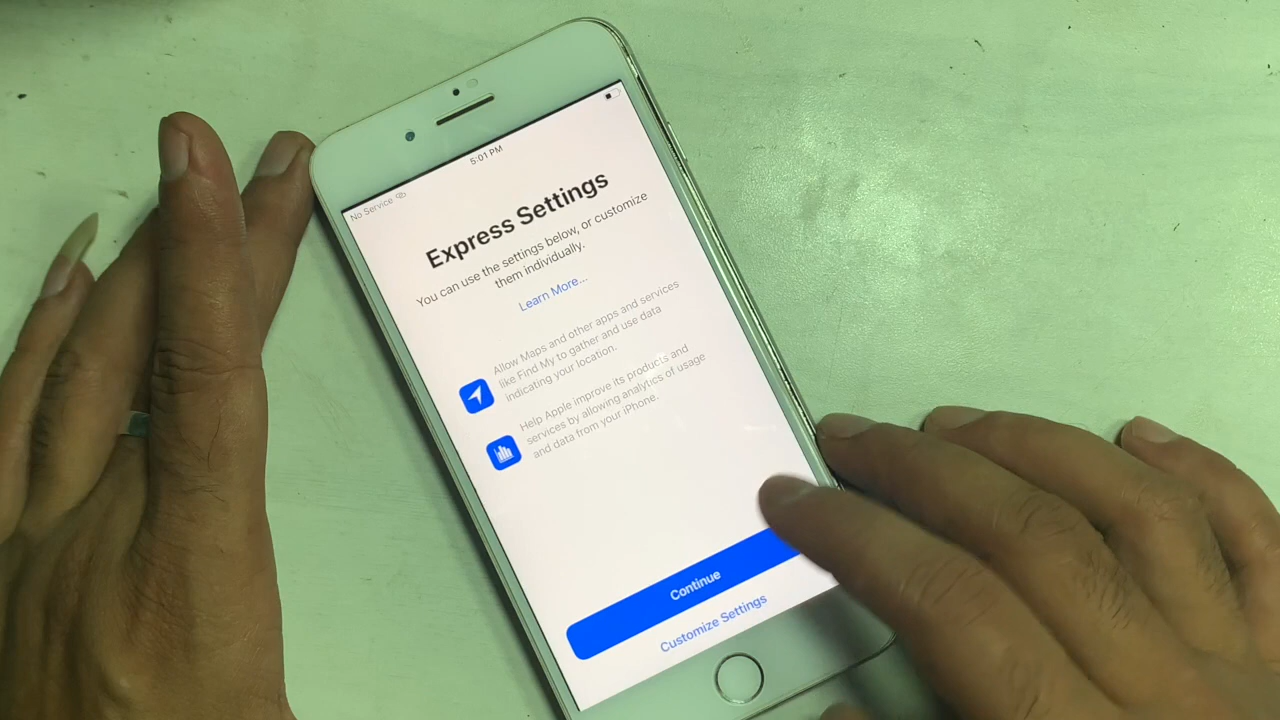 No Service
5:01 PM
Express Settings
You can use the settings below, or customize
them individually.
Learn More...
Allow Maps and other apps and services
like Find My to gather and use data
indicating your location.
Help Apple improve its products and
services by allowing analytics of usage
and data from your iPhone.
Continue
Customize Settings